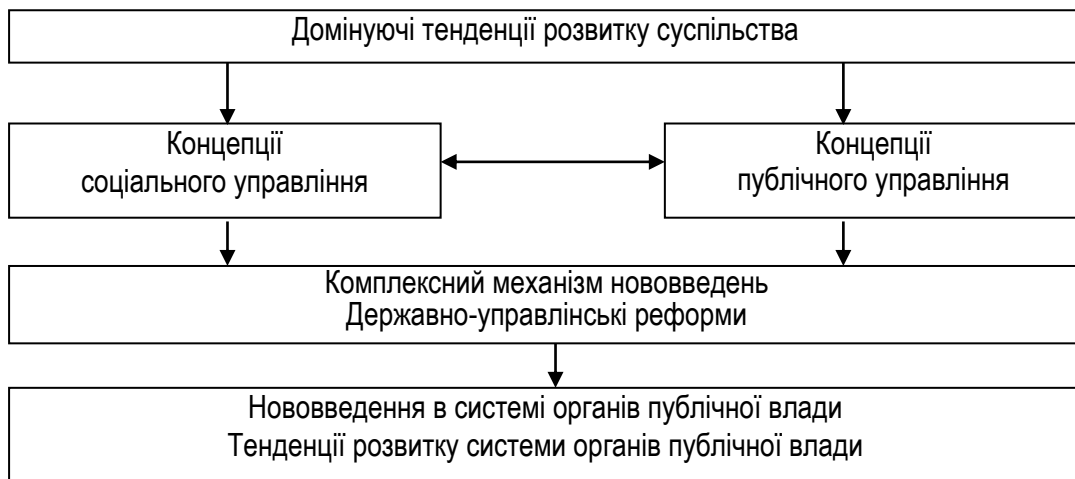 Домінуючі тенденції розвитку суспільства
Концепції
соціального управління
Концепції
публічного управління
Комплексний механізм нововведень
Державно-управлінські реформи
Нововведення в системі органів публічної влади
Тенденції розвитку системи органів публічної влади